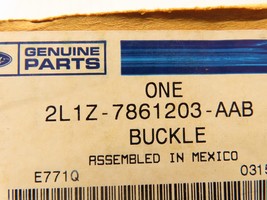 GENUINE
PARTS
ONE
2L1Z-7861203-AAB
BUCKLE
ASSEMBLED IN MEXICO
E771Q
0315